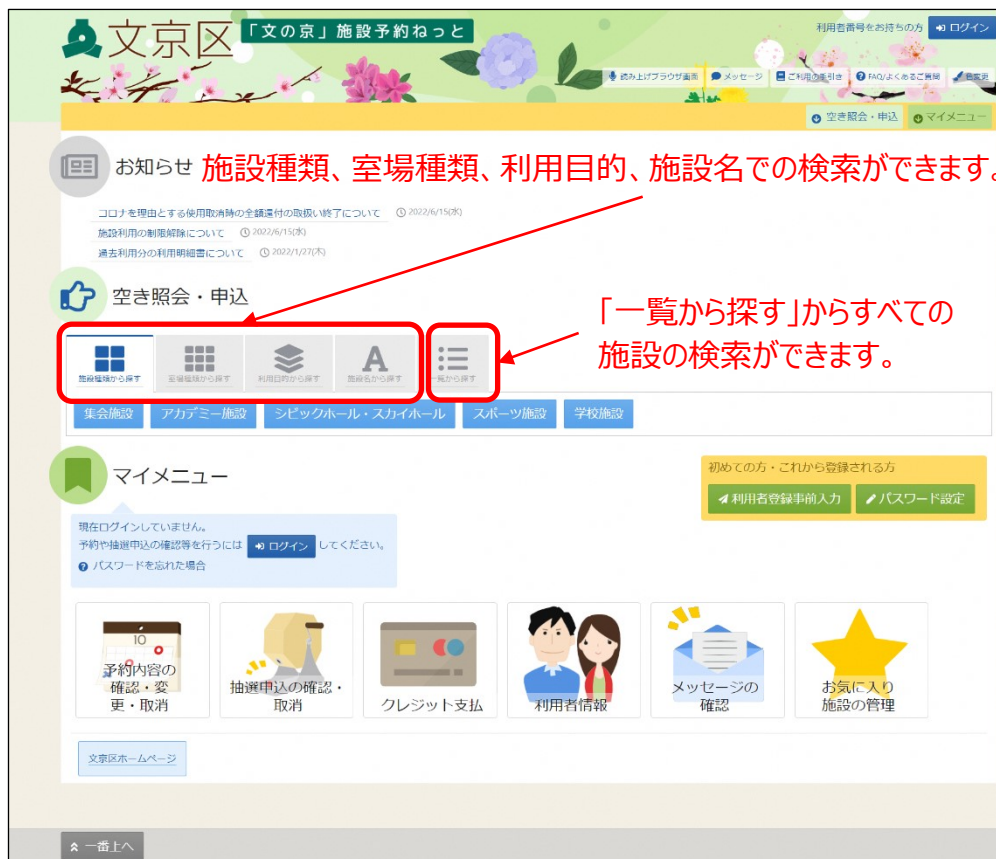 文京区「文の京」施設予約ねっと
利用者番号をお持ちの方 ログイン
読み上げブラウザ画面 メッセージ ご利用の手引き FAQ/よくあるご質問 色変更
空き照会・申込 マイメニュー
お知らせ 施設種類、室場種類、利用目的、施設名での検索ができます。
コロナを理由とする使用取消時の全額還付の取扱い終了について 2022/6/15(水)
施設利用の制限解除について 2022/6/15(水)
過去利用分の利用明細書について 2022/1/27(木)
空き照会・申込
「一覧から探す」からすべての
施設の検索ができます。
施設種類から探す 室場種類から探す 利用目的から探す 施設名から探す 一覧から探す
集会施設 アカデミー施設 シビックホール・スカイホール スポーツ施設 学校施設
マイメニュー
初めての方・これから登録される方
利用者登録事前入力 パスワード設定
現在ログインしていません。
予約や抽選申込の確認等を行うには ログイン してください。
パスワードを忘れた場合
10
予約内容の
確認・変
更・取消
抽選申込の確認・
取消
クレジット支払
利用者情報
メッセージの
確認
お気に入り
施設の管理
文京区ホームページ
一番上へ